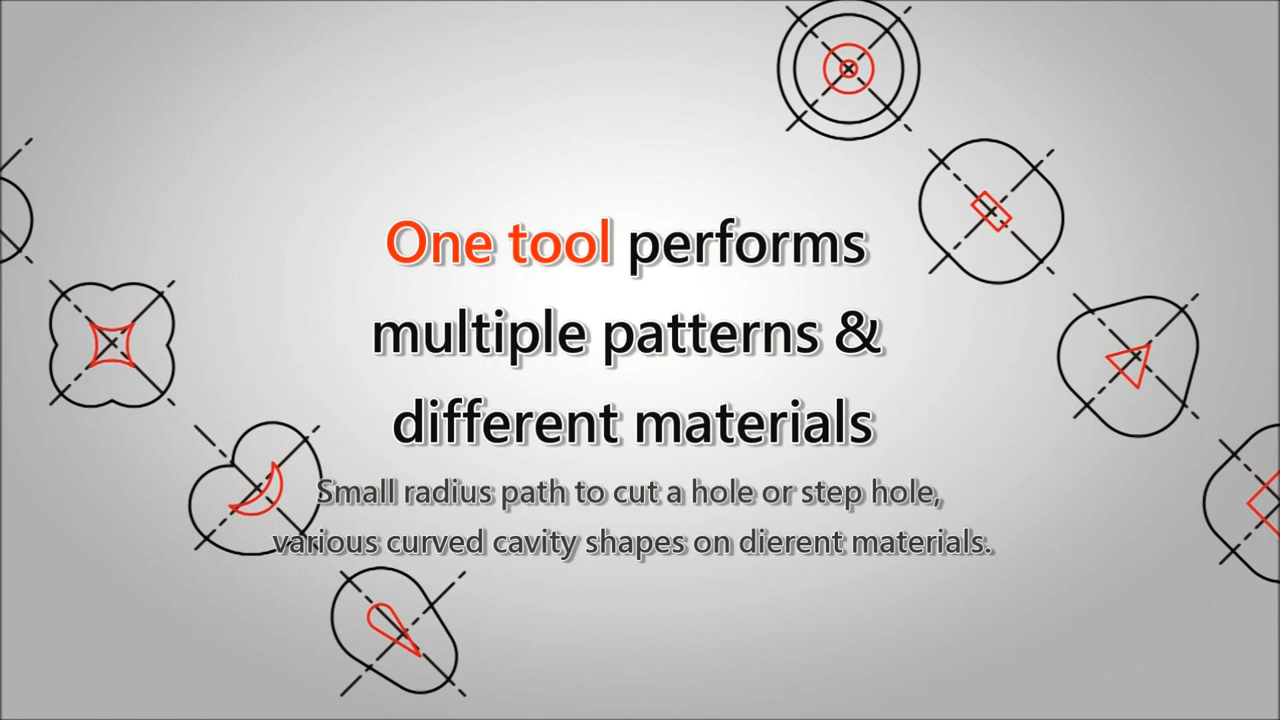 One tool performs
multiple patterns &
different materials
Small radius path to cut a hole or step hole,
various curved cavity shapes on dierent materials.